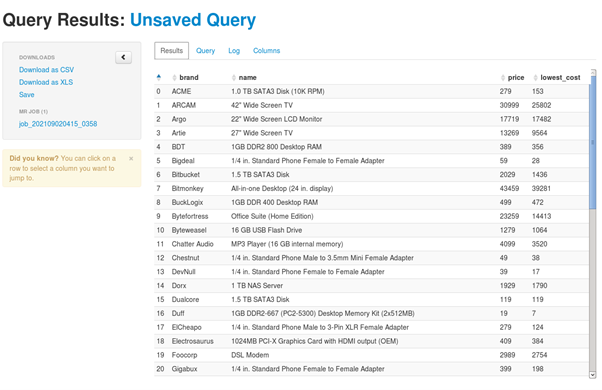 Query Results: Unsaved Query
DOWNLOADS
Download as CSV
Download as XLS
Save
MR JOB (1)
job_202109020415_0358
Did you know? You can click on a row to select a column you want to jump to. ×
Results Query Log Columns
brand name price lowest_cost
0 ACME 1.0 TB SATA3 Disk (10K RPM) 279 153
1 ARCAM 42" Wide Screen TV 30999 25802
2 Argo 22" Wide Screen LCD Monitor 17719 17482
3 Artie 27" Wide Screen TV 13269 9564
4 BDT 1GB DDR2 800 Desktop RAM 389 356
5 Bigdeal 1/4 in. Standard Phone Female to Female Adapter 59 28
6 Bitbucket 1.5 TB SATA3 Disk 2029 1436
7 Bitmonkey All-in-one Desktop (24 in. display) 43459 39281
8 BuckLogix 1GB DDR 400 Desktop RAM 499 472
9 Bytefortress Office Suite (Home Edition) 23259 14413
10 Byteweasel 16 GB USB Flash Drive 1279 1064
11 Chatter Audio MP3 Player (16 GB internal memory) 4099 3520
12 Chestnut 1/4 in. Standard Phone Male to 3.5mm Mini Female Adapter 49 38
13 DevNull 1/4 in. Standard Phone Female to Female Adapter 39 17
14 Dorx 1 TB NAS Server 1929 1790
15 Dualcore 1.5 TB SATA3 Disk 119 119
16 Duff 1GB DDR2-667 (PC2-5300) Desktop Memory Kit (2x512MB) 19 7
17 ElCheapo 1/4 in. Standard Phone Male to 3-Pin XLR Female Adapter 279 124
18 Electrosaurus 1024MB PCI-X Graphics Card with HDMI output (OEM) 409 384
19 Foocorp DSL Modem 2989 2754
20 Gigabux 1/4 in. Standard Phone Female to Female Adapter 399 198